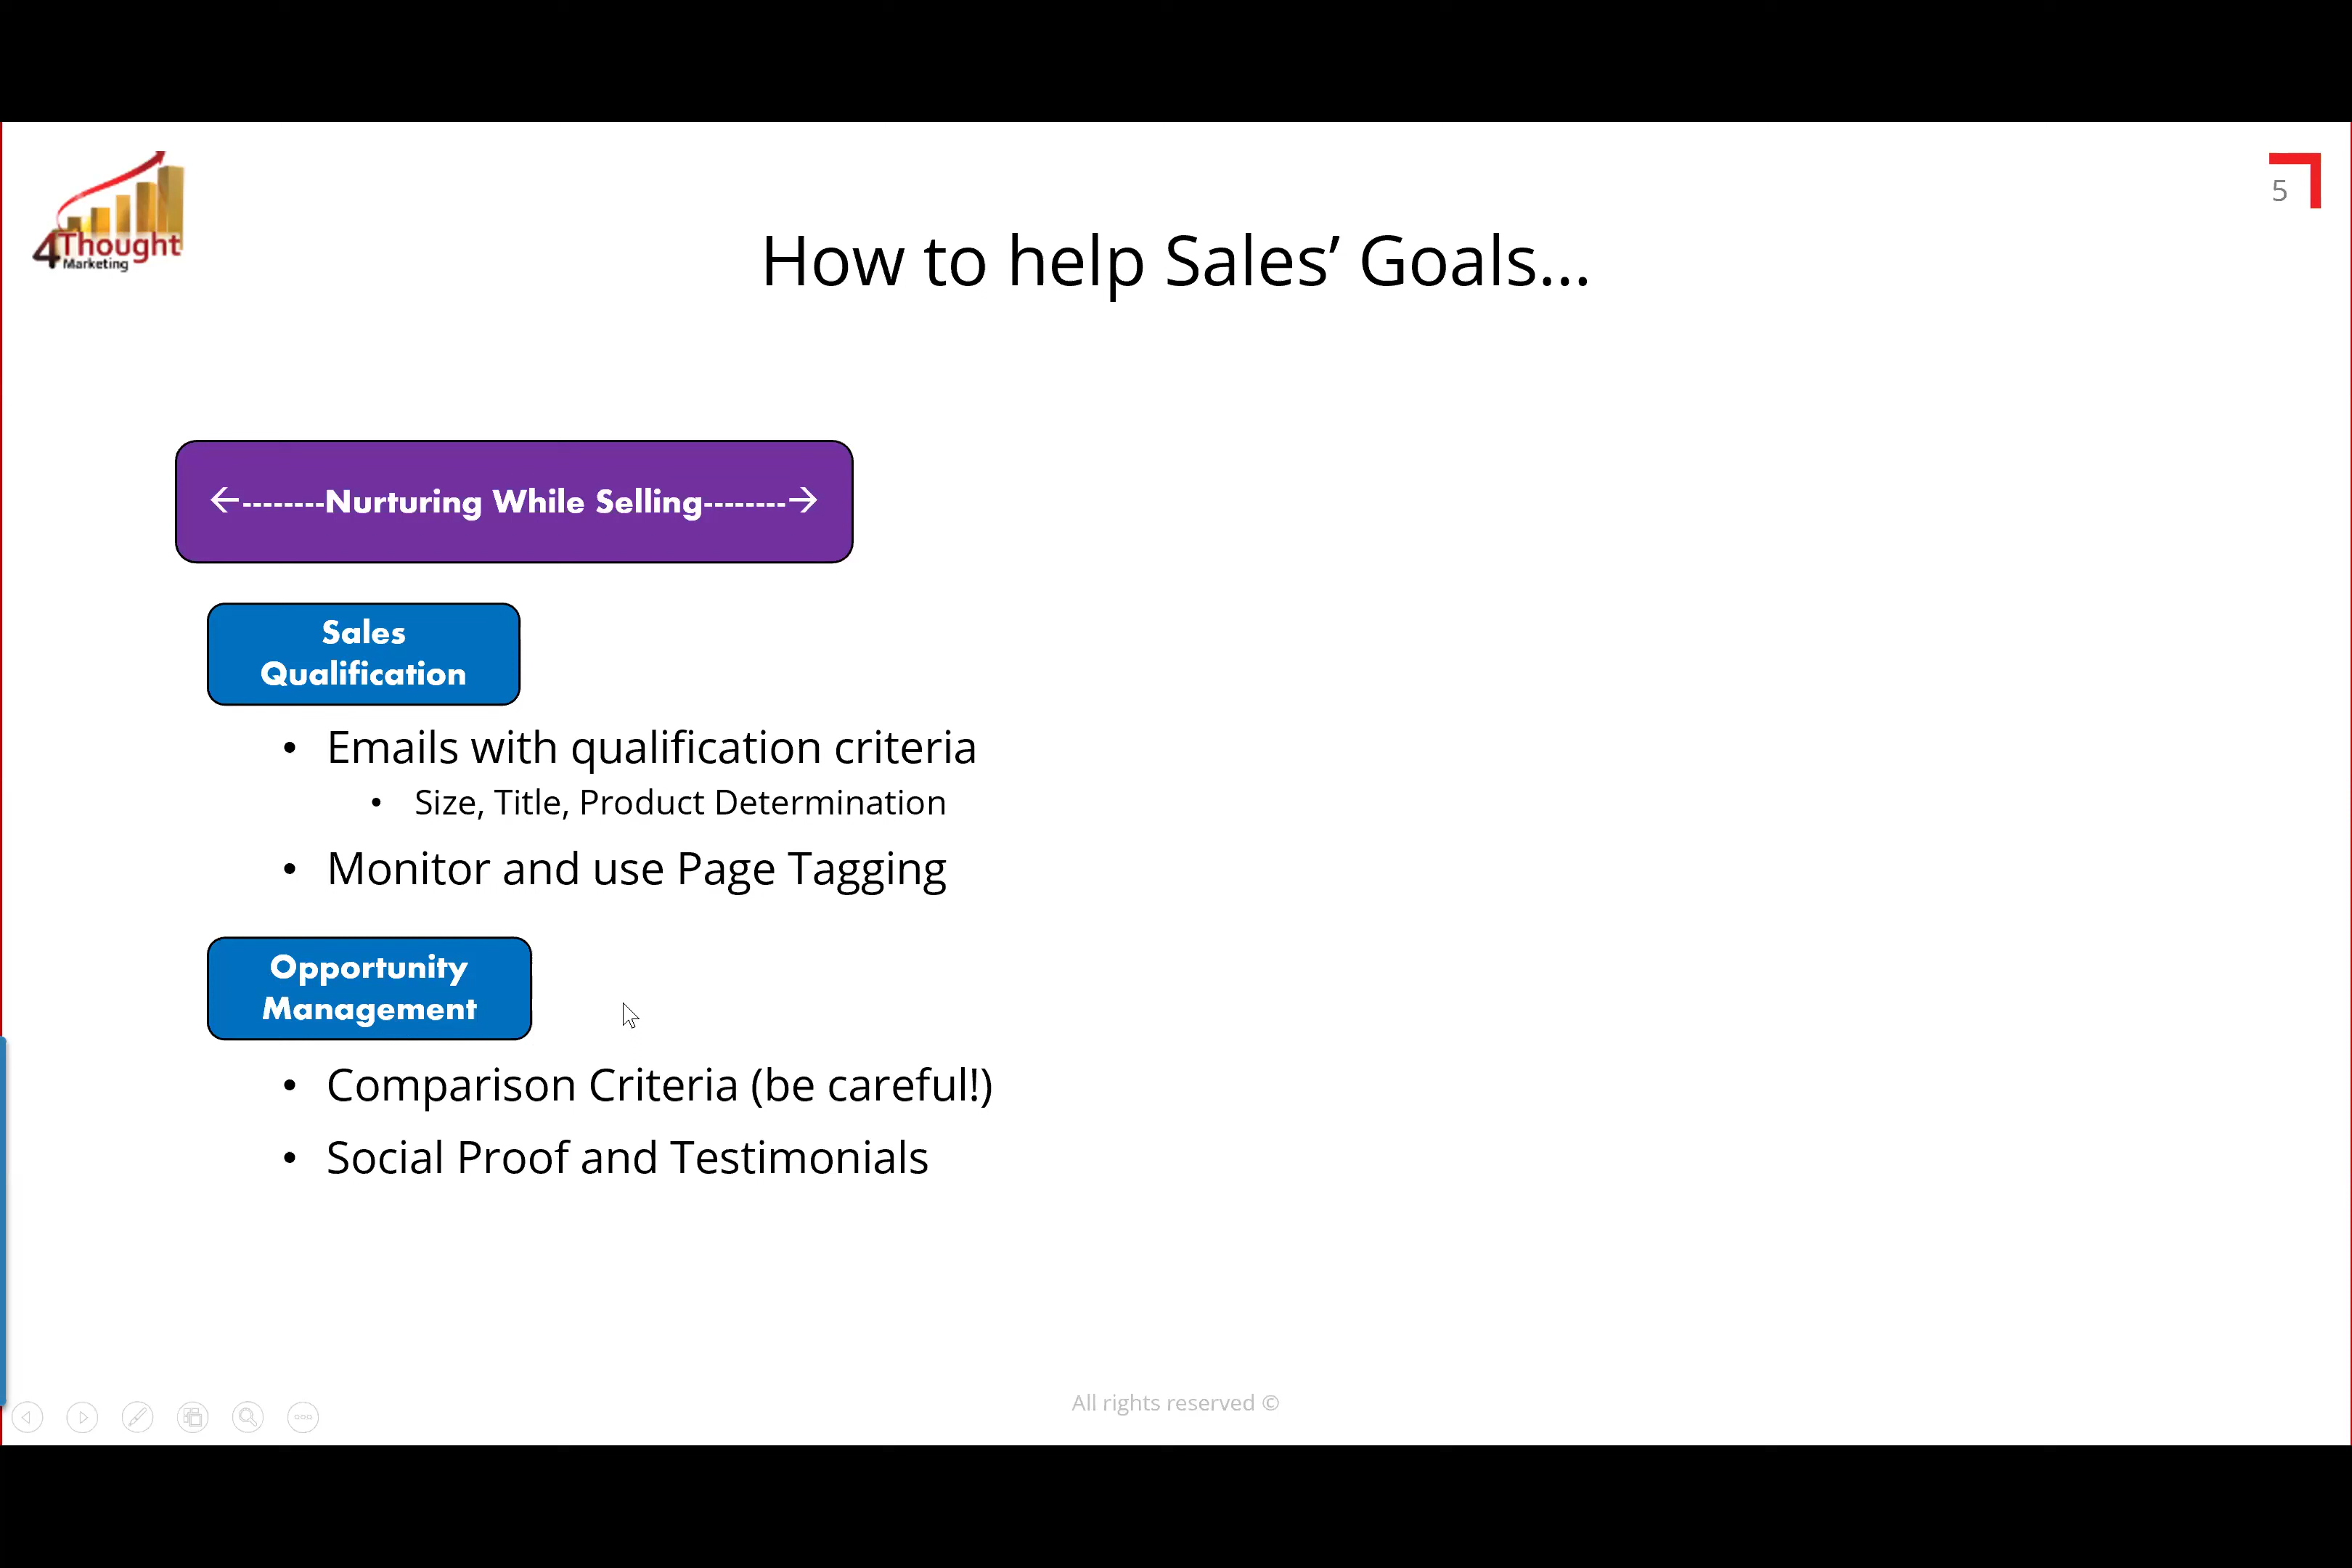 4Thought
Marketing
5
How to help Sales’ Goals...
←--------Nurturing While Selling--------→
Sales
Qualification
• Emails with qualification criteria
• Size, Title, Product Determination
• Monitor and use Page Tagging
Opportunity
Management
• Comparison Criteria (be careful!)
• Social Proof and Testimonials
All rights reserved ©